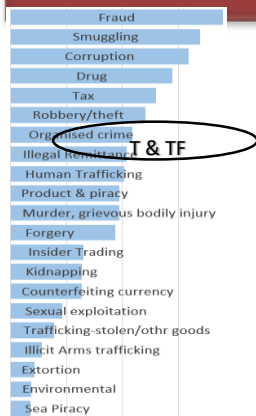 Fraud
Smuggling
Corruption
Drug
Tax
Robbery/theft
Organised crime
T & TF
Illegal Remittance
Human Trafficking
Product & piracy
Murder, grievous bodily injury
Forgery
Insider Trading
Kidnapping
Counterfeiting currency
Sexual exploitation
Trafficking-stolen/othr goods
Illicit Arms trafficking
Extortion
Environmental
Sea Piracy